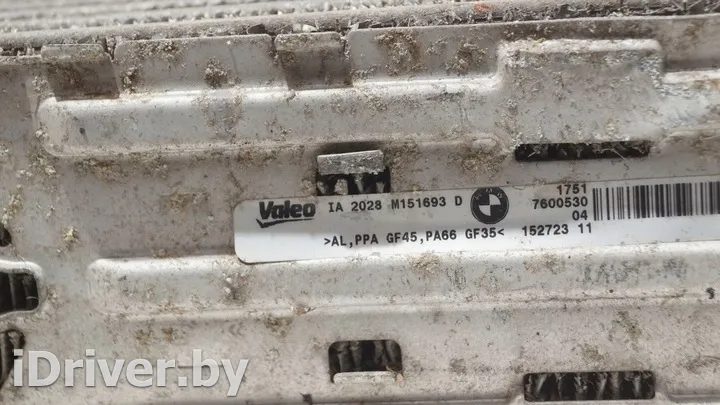 Valeo IA 2028 M151693 D 1751
7600530
04
>AL,PPA GF45,PA66 GF35< 152723 11
iDriver.by